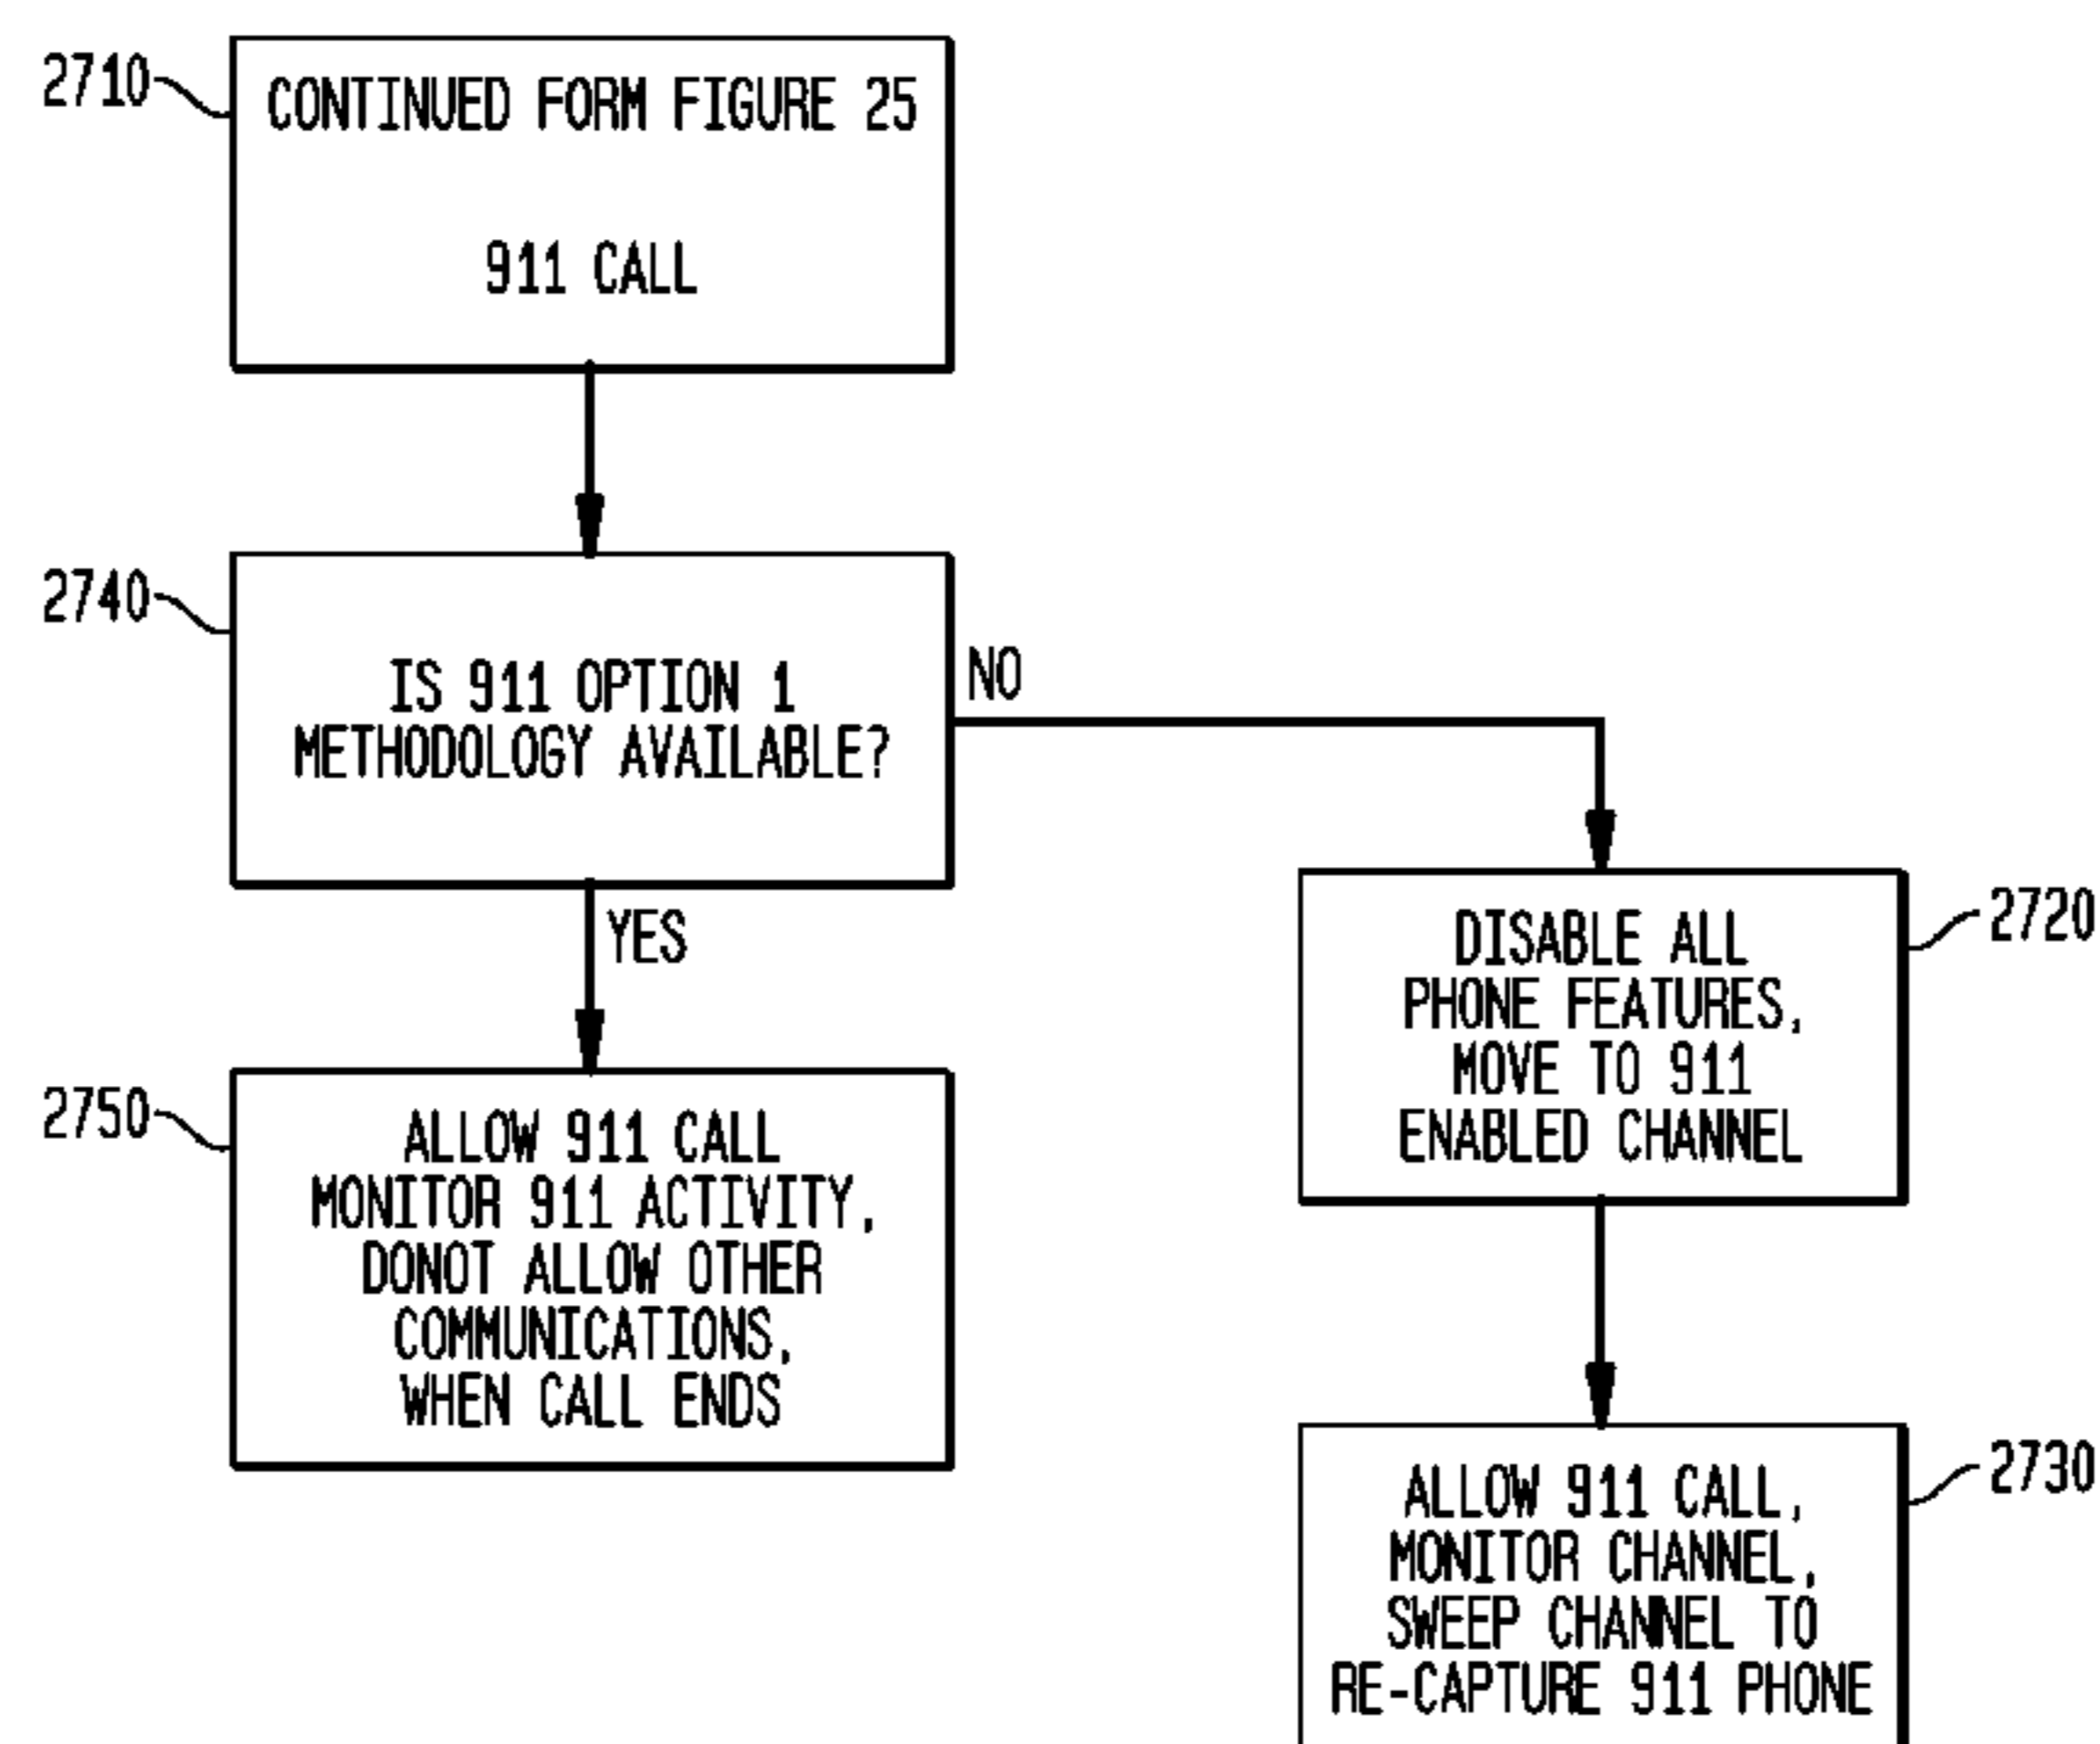 2710
CONTINUED FORM FIGURE 25
911 CALL
2740
IS 911 OPTION 1
METHODOLOGY AVAILABLE?
NO
YES
2720
DISABLE ALL
PHONE FEATURES,
MOVE TO 911
ENABLED CHANNEL
2750
ALLOW 911 CALL
MONITOR 911 ACTIVITY,
DONOT ALLOW OTHER
COMMUNICATIONS,
WHEN CALL ENDS
2730
ALLOW 911 CALL,
MONITOR CHANNEL,
SWEEP CHANNEL TO
RE-CAPTURE 911 PHONE